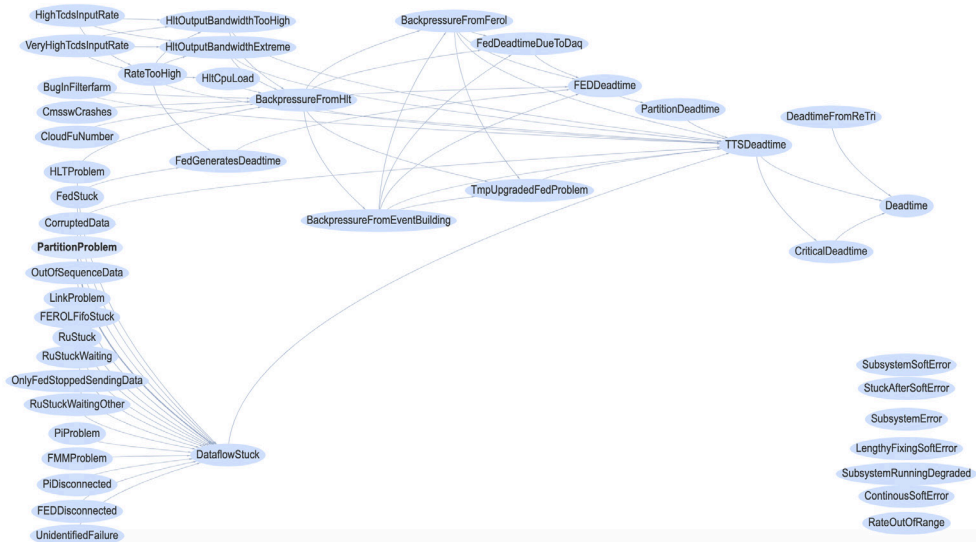 HighTcdsInputRate
HltOutputBandwidthTooHigh
BackpressureFromFerol
VeryHighTcdsInputRate
HltOutputBandwidthExtreme
FedDeadtimeDueToDaq
RateTooHigh
HltCpuLoad
BugInFilterfarm
BackpressureFromHlt
FEDDeadtime
CmsswCrashes
PartitionDeadtime
DeadtimeFromReTri
CloudFuNumber
TTSDeadtime
HLTProblem
FedGeneratesDeadtime
FedStuck
TmpUpgradedFedProblem
Deadtime
CorruptedData
BackpressureFromEventBuilding
PartitionProblem
CriticalDeadtime
OutOfSequenceData
LinkProblem
FEROLFifoStuck
RuStuck
RuStuckWaiting
SubsystemSoftError
OnlyFedStoppedSendingData
StuckAfterSoftError
RuStuckWaitingOther
SubsystemError
PiProblem
LengthyFixingSoftError
FMMProblem
DataflowStuck
SubsystemRunningDegraded
PiDisconnected
ContinousSoftError
FEDDisconnected
RateOutOfRange
UnidentifiedFailure